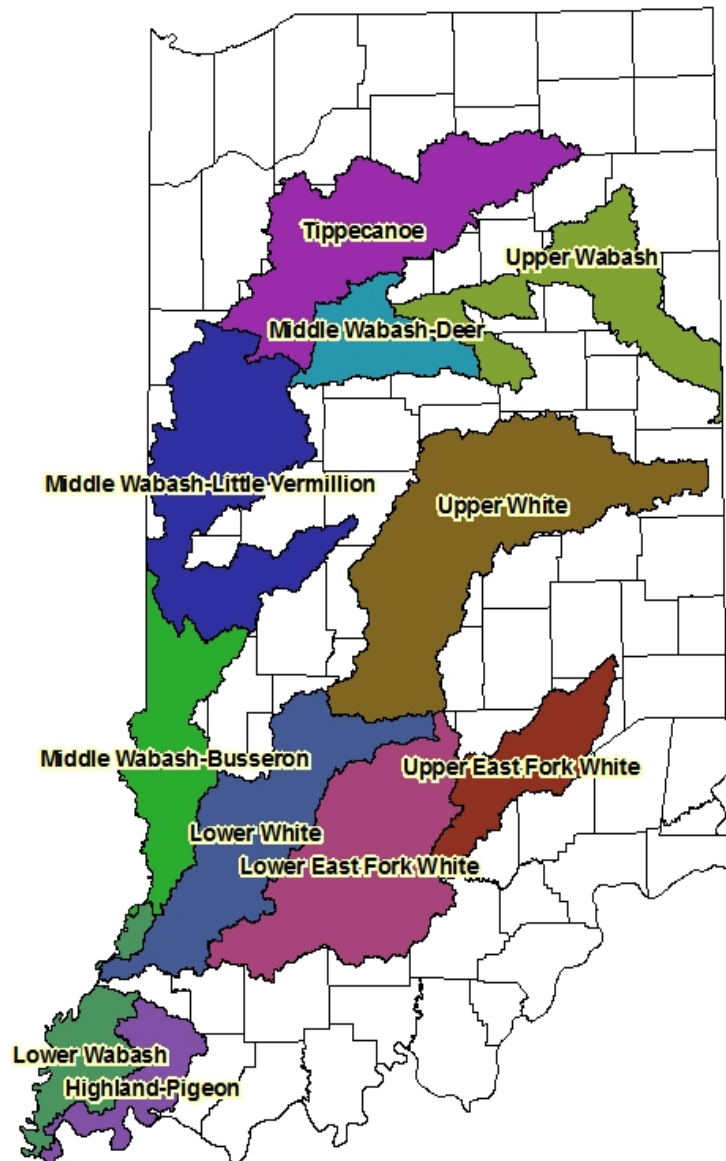 Tippecanoe
Upper Wabash
Middle Wabash-Deer
Middle Wabash-Little Vermillion
Upper White
Middle Wabash-Busseron
Upper East Fork White
Lower White
Lower East Fork White
Lower Wabash
Highland-Pigeon